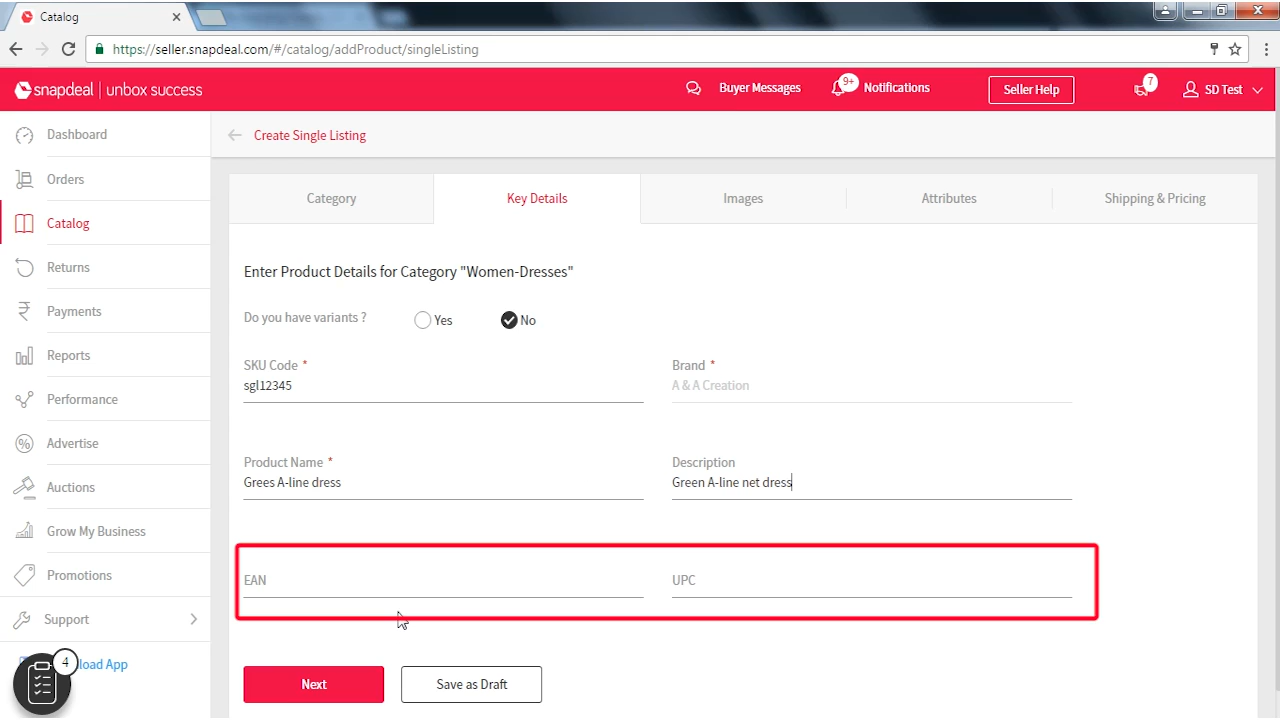 Catalog
https://seller.snapdeal.com/#/catalog/addProduct/singleListing
snapdeal | unbox success
Buyer Messages
9+
Notifications
Seller Help
7
SD Test
Dashboard
Orders
Catalog
Returns
Payments
Reports
Performance
Advertise
Auctions
Grow My Business
Promotions
Support
4
load App
Create Single Listing
Category
Key Details
Images
Attributes
Shipping & Pricing
Enter Product Details for Category "Women-Dresses"
Do you have variants ?
Yes
No
SKU Code *
sgl12345
Brand *
A & A Creation
Product Name *
Grees A-line dress
Description
Green A-line net dress
EAN
UPC
Next
Save as Draft